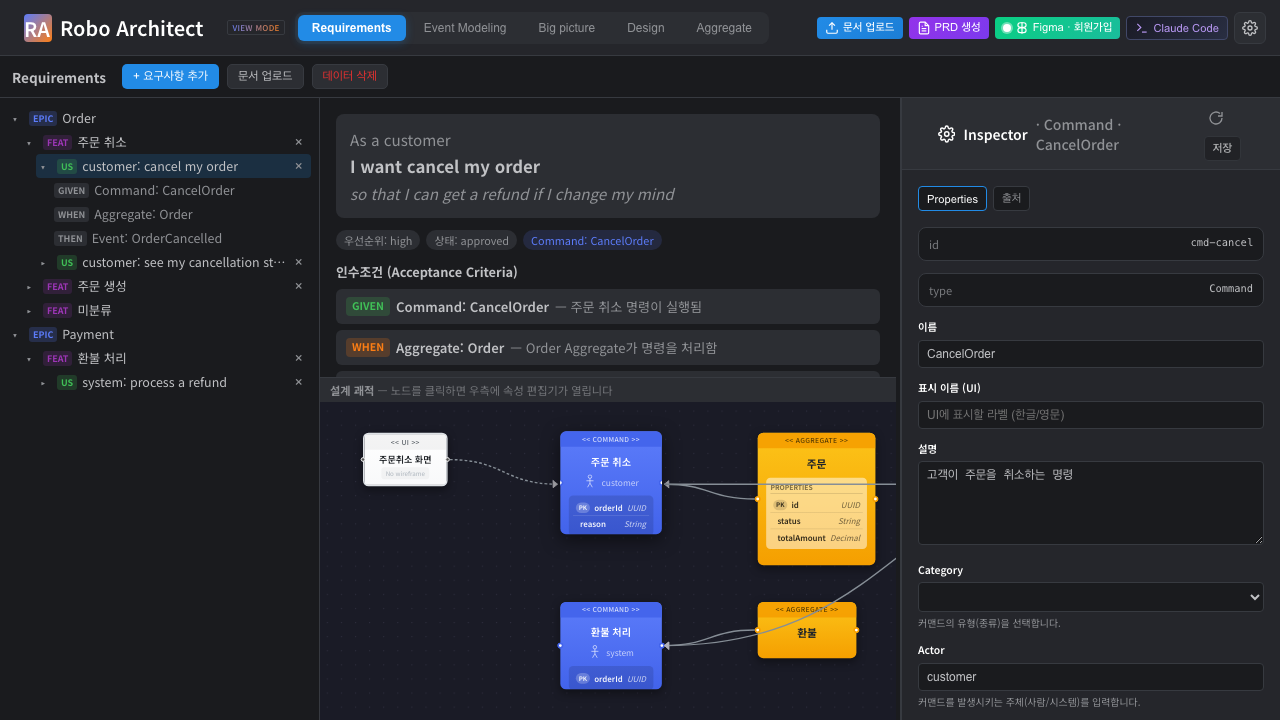 RA Robo Architect
VIEW MODE
Requirements
Event Modeling
Big picture
Design
Aggregate
문서 업로드
PRD 생성
Figma · 회원가입
Claude Code
Requirements
+ 요구사항 추가
문서 업로드
데이터 삭제
EPIC Order
FEAT 주문 취소 ×
US customer: cancel my order ×
GIVEN Command: CancelOrder
WHEN Aggregate: Order
THEN Event: OrderCancelled
US customer: see my cancellation st… ×
FEAT 주문 생성 ×
FEAT 미분류
EPIC Payment
FEAT 환불 처리 ×
US system: process a refund ×
As a customer
I want cancel my order
so that I can get a refund if I change my mind
우선순위: high
상태: approved
Command: CancelOrder
인수조건 (Acceptance Criteria)
GIVEN Command: CancelOrder — 주문 취소 명령이 실행됨
WHEN Aggregate: Order — Order Aggregate가 명령을 처리함
설계 궤적 — 노드를 클릭하면 우측에 속성 편집기가 열립니다
<< UI >>
주문취소 화면
No wireframe
<< COMMAND >>
주문 취소
customer
PK orderId UUID
reason String
<< AGGREGATE >>
주문
PROPERTIES
PK id UUID
status String
totalAmount Decimal
<< COMMAND >>
환불 처리
system
PK orderId UUID
<< AGGREGATE >>
환불
Inspector · Command · CancelOrder
저장
Properties
출처
id cmd-cancel
type Command
이름
CancelOrder
표시 이름 (UI)
UI에 표시할 라벨 (한글/영문)
설명
고객이 주문을 취소하는 명령
Category
커맨드의 유형(종류)을 선택합니다.
Actor
customer
커맨드를 발생시키는 주체(사람/시스템)를 입력합니다.